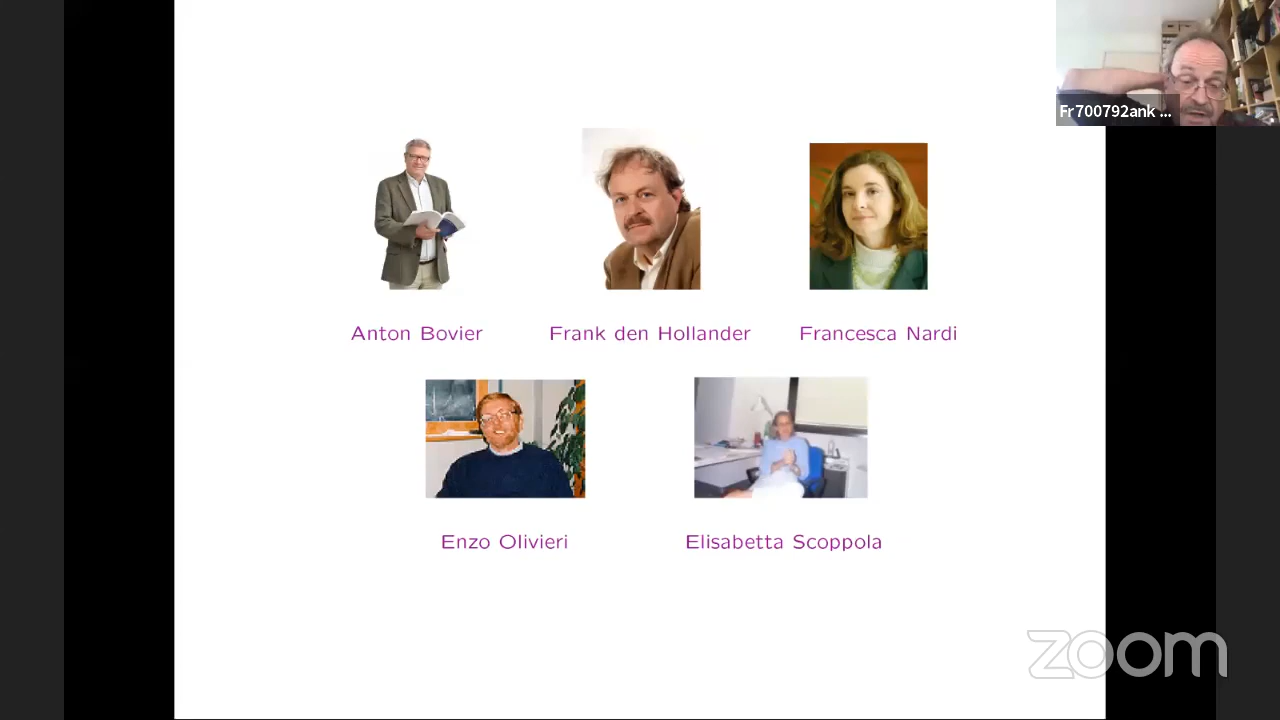 Fr700792ank ...
Anton Bovier
Frank den Hollander
Francesca Nardi
Enzo Olivieri
Elisabetta Scoppola
zoom